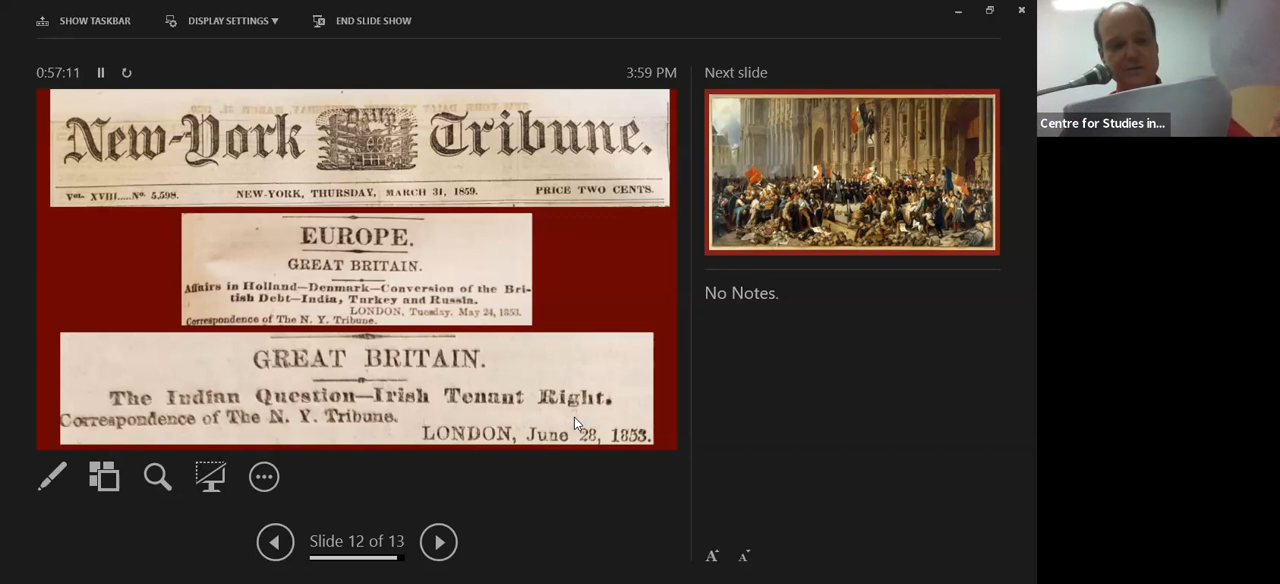 SHOW TASKBAR
DISPLAY SETTINGS ▼
END SLIDE SHOW
0:57:11
3:59 PM
New-York Daily Tribune.
Vol. XVIII.....No. 5,598.
NEW-YORK, THURSDAY, MARCH 31, 1859.
PRICE TWO CENTS.
EUROPE.
GREAT BRITAIN.
Affairs in Holland—Denmark—Conversion of the Bri-
tish Debt—India, Turkey and Russia.
LONDON, Tuesday, May 24, 1853.
Correspondence of The N. Y. Tribune.
GREAT BRITAIN.
The Indian Question—Irish Tenant Right.
Correspondence of The N. Y. Tribune.
LONDON, June 28, 1853.
Slide 12 of 13
Next slide
No Notes.
A A
Centre for Studies in...